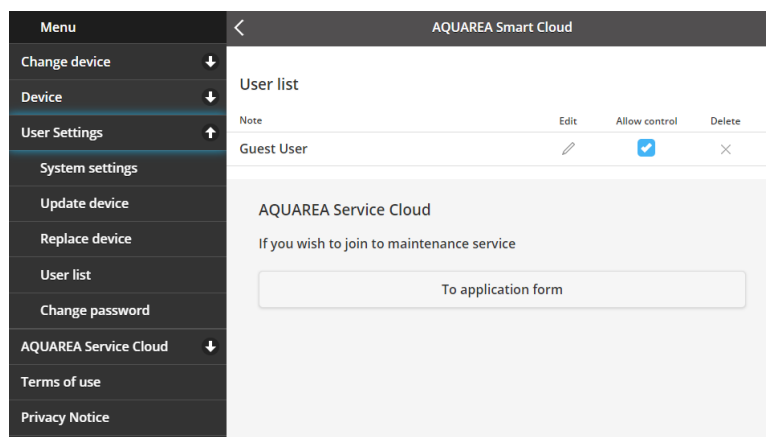 Menu
AQUAREA Smart Cloud
Change device
Device
User Settings
System settings
Update device
Replace device
User list
Change password
AQUAREA Service Cloud
Terms of use
Privacy Notice
User list
Note Edit Allow control Delete
Guest User
AQUAREA Service Cloud
If you wish to join to maintenance service
To application form